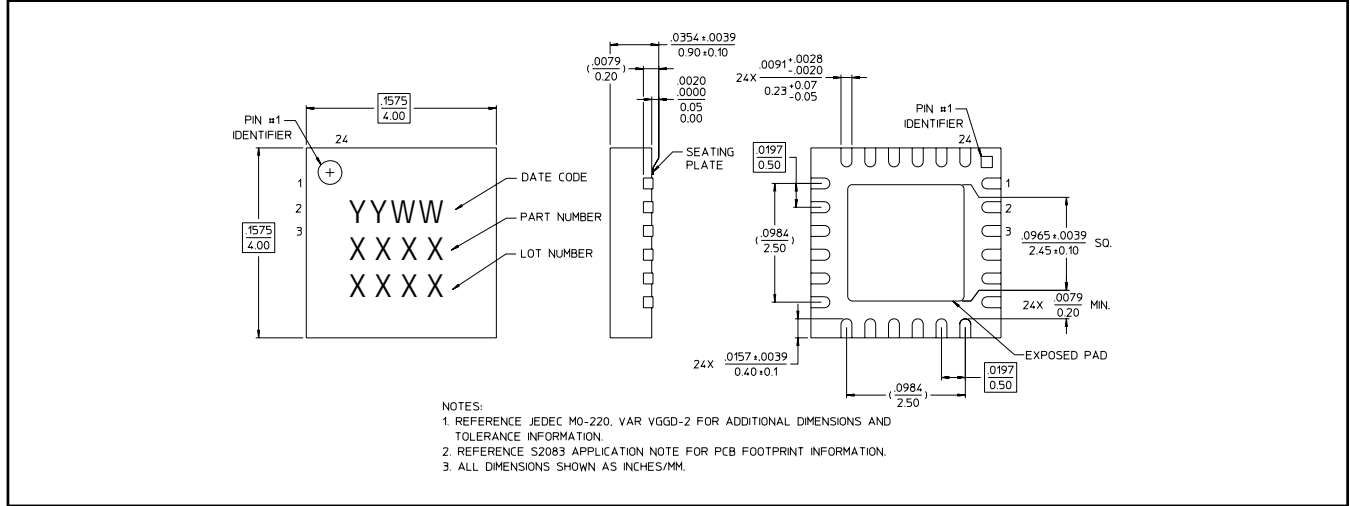 .0354±.0039
0.90±0.10
(.0079)
0.20
.0020
.0000
0.05
0.00
.0091 +.0028
-.0020
24X
0.23 +0.07
-0.05
.1575
4.00
PIN #1
IDENTIFIER
24
PIN #1
IDENTIFIER
24
SEATING
PLATE
.0197
0.50
1
2
3
DATE CODE
YYWW
PART NUMBER
XXXX
LOT NUMBER
XXXX
.1575
4.00
(.0984)
2.50
1
2
3
.0965±.0039 SQ.
2.45±0.10
24X .0079 MIN.
0.20
EXPOSED PAD
24X .0157±.0039
0.40±0.1
(.0984)
2.50
.0197
0.50
NOTES:
1. REFERENCE JEDEC MO-220, VAR VGGD-2 FOR ADDITIONAL DIMENSIONS AND
TOLERANCE INFORMATION.
2. REFERENCE S2083 APPLICATION NOTE FOR PCB FOOTPRINT INFORMATION.
3. ALL DIMENSIONS SHOWN AS INCHES/MM.